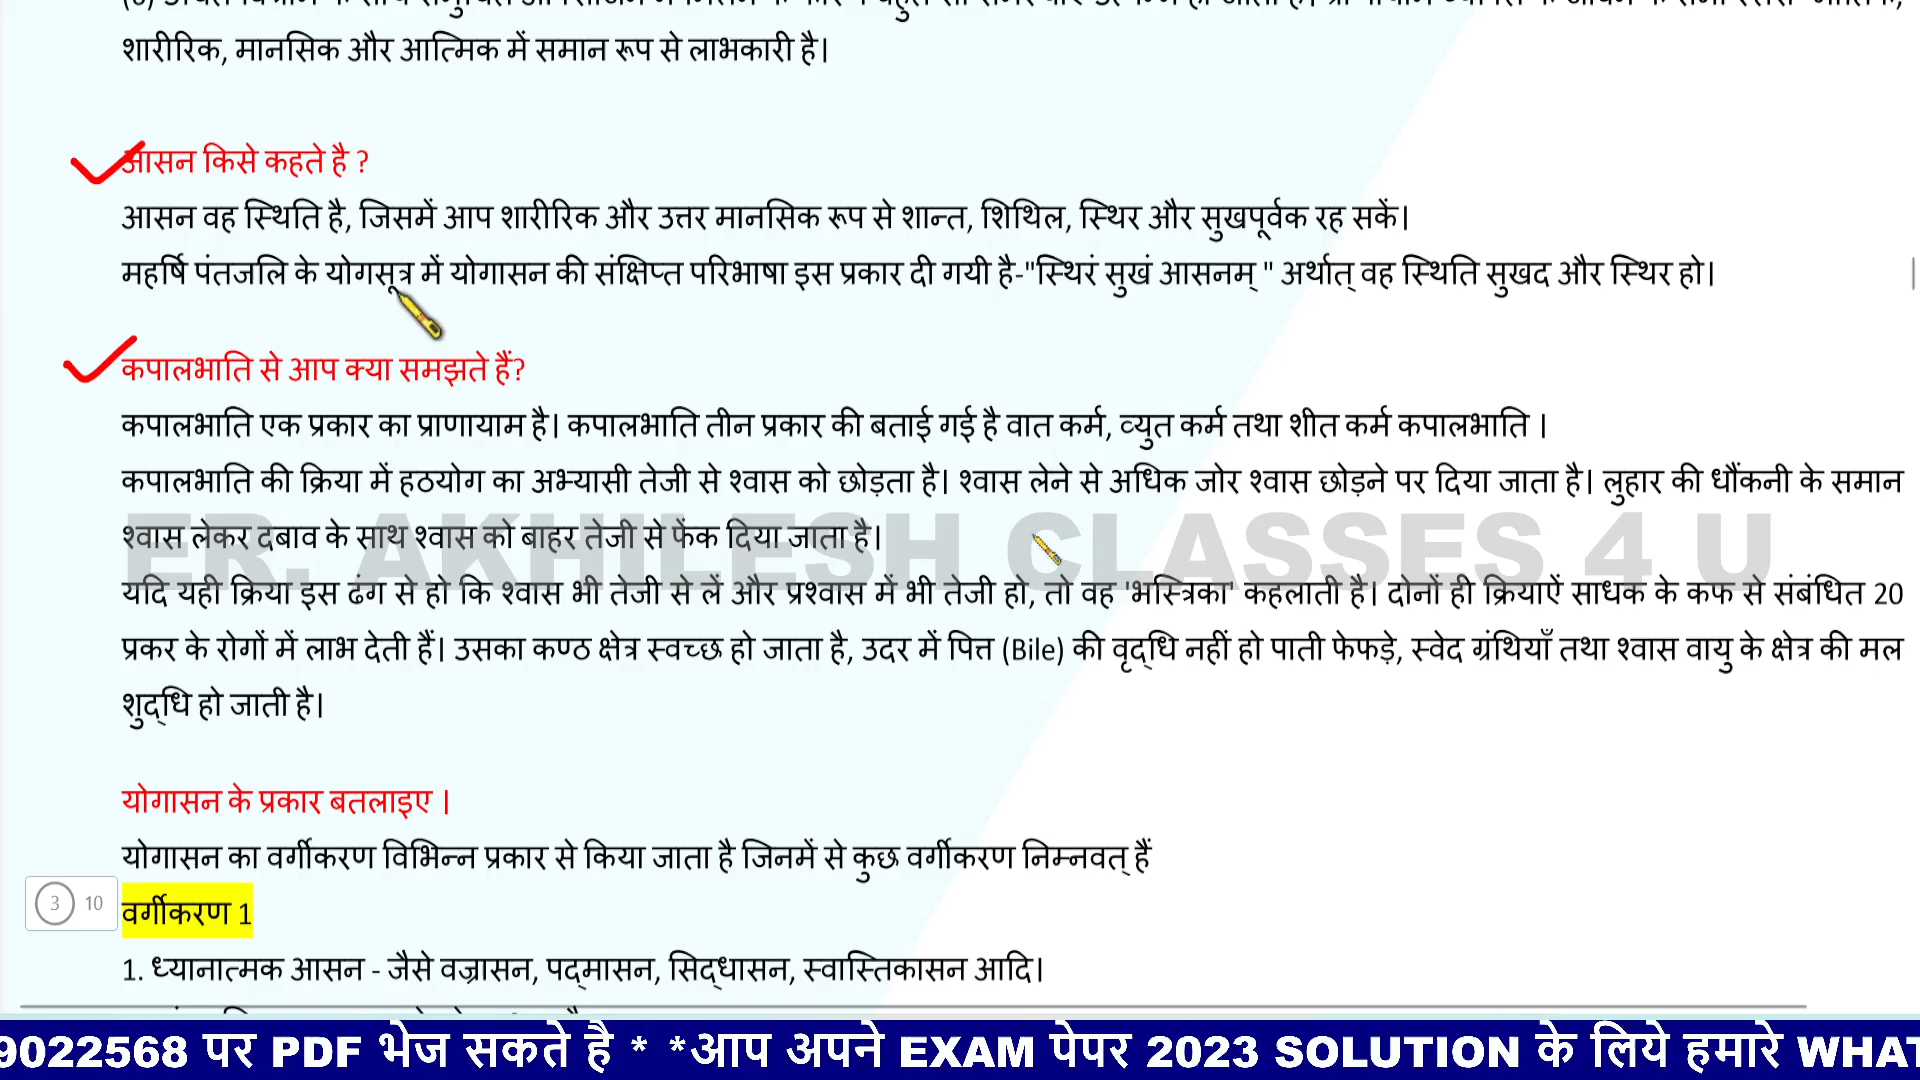 शारीरिक, मानसिक और आत्मिक में समान रूप से लाभकारी है।
आसन किसे कहते है ?
आसन वह स्थिति है, जिसमें आप शारीरिक और उत्तर मानसिक रूप से शान्त, शिथिल, स्थिर और सुखपूर्वक रह सकें।
महर्षि पंतजलि के योगसूत्र में योगासन की संक्षिप्त परिभाषा इस प्रकार दी गयी है-"स्थिरं सुखं आसनम् " अर्थात् वह स्थिति सुखद और स्थिर हो।
कपालभाति से आप क्या समझते हैं?
कपालभाति एक प्रकार का प्राणायाम है। कपालभाति तीन प्रकार की बताई गई है वात कर्म, व्युत कर्म तथा शीत कर्म कपालभाति ।
कपालभाति की क्रिया में हठयोग का अभ्यासी तेजी से श्वास को छोड़ता है। श्वास लेने से अधिक जोर श्वास छोड़ने पर दिया जाता है। लुहार की धौंकनी के समान
श्वास लेकर दबाव के साथ श्वास को बाहर तेजी से फेंक दिया जाता है।
ER. AKHILESH CLASSES 4 U
यदि यही क्रिया इस ढंग से हो कि श्वास भी तेजी से लें और प्रश्वास में भी तेजी हो, तो वह 'भस्त्रिका' कहलाती है। दोनों ही क्रियाऐं साधक के कफ से संबंधित 20
प्रकर के रोगों में लाभ देती हैं। उसका कण्ठ क्षेत्र स्वच्छ हो जाता है, उदर में पित्त (Bile) की वृद्धि नहीं हो पाती फेफड़े, स्वेद ग्रंथियाँ तथा श्वास वायु के क्षेत्र की मल
शुद्धि हो जाती है।
योगासन के प्रकार बतलाइए ।
योगासन का वर्गीकरण विभिन्न प्रकार से किया जाता है जिनमें से कुछ वर्गीकरण निम्नवत् हैं
3 10
वर्गीकरण 1
1. ध्यानात्मक आसन - जैसे वज्रासन, पद्मासन, सिद्धासन, स्वास्तिकासन आदि।
9022568 पर PDF भेज सकते है * *आप अपने EXAM पेपर 2023 SOLUTION के लिये हमारे WHAT